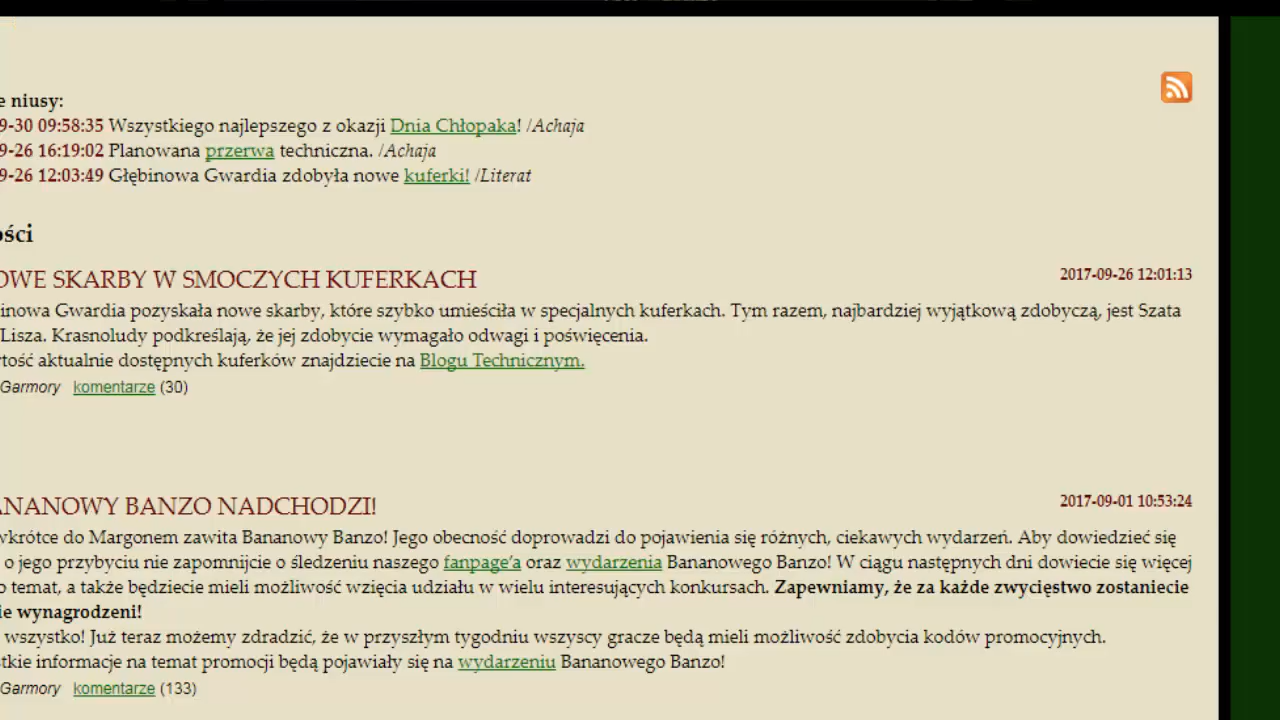 e niusy:
9-30 09:58:35 Wszystkiego najlepszego z okazji Dnia Chłopaka! /Achaja
9-26 16:19:02 Planowana przerwa techniczna. /Achaja
9-26 12:03:49 Głębinowa Gwardia zdobyła nowe kuferki! /Literat
ości
OWE SKARBY W SMOCZYCH KUFERKACH 2017-09-26 12:01:13
inowa Gwardia pozyskała nowe skarby, które szybko umieściła w specjalnych kuferkach. Tym razem, najbardziej wyjątkową zdobyczą, jest Szata
Lisza. Krasnoludy podkreślają, że jej zdobycie wymagało odwagi i poświęcenia.
tość aktualnie dostępnych kuferków znajdziecie na Blogu Technicznym.
Garmory komentarze (30)
ANANOWY BANZO NADCHODZI! 2017-09-01 10:53:24
wkrótce do Margonem zawita Bananowy Banzo! Jego obecność doprowadzi do pojawienia się różnych, ciekawych wydarzeń. Aby dowiedzieć się
o jego przybyciu nie zapomnijcie o śledzeniu naszego fanpage'a oraz wydarzenia Bananowego Banzo! W ciągu następnych dni dowiecie się więcej
o temat, a także będziecie mieli możliwość wzięcia udziału w wielu interesujących konkursach. Zapewniamy, że za każde zwycięstwo zostaniecie
ie wynagrodzeni!
wszystko! Już teraz możemy zdradzić, że w przyszłym tygodniu wszyscy gracze będą mieli możliwość zdobycia kodów promocyjnych.
tkie informacje na temat promocji będą pojawiały się na wydarzeniu Bananowego Banzo!
Garmory komentarze (133)